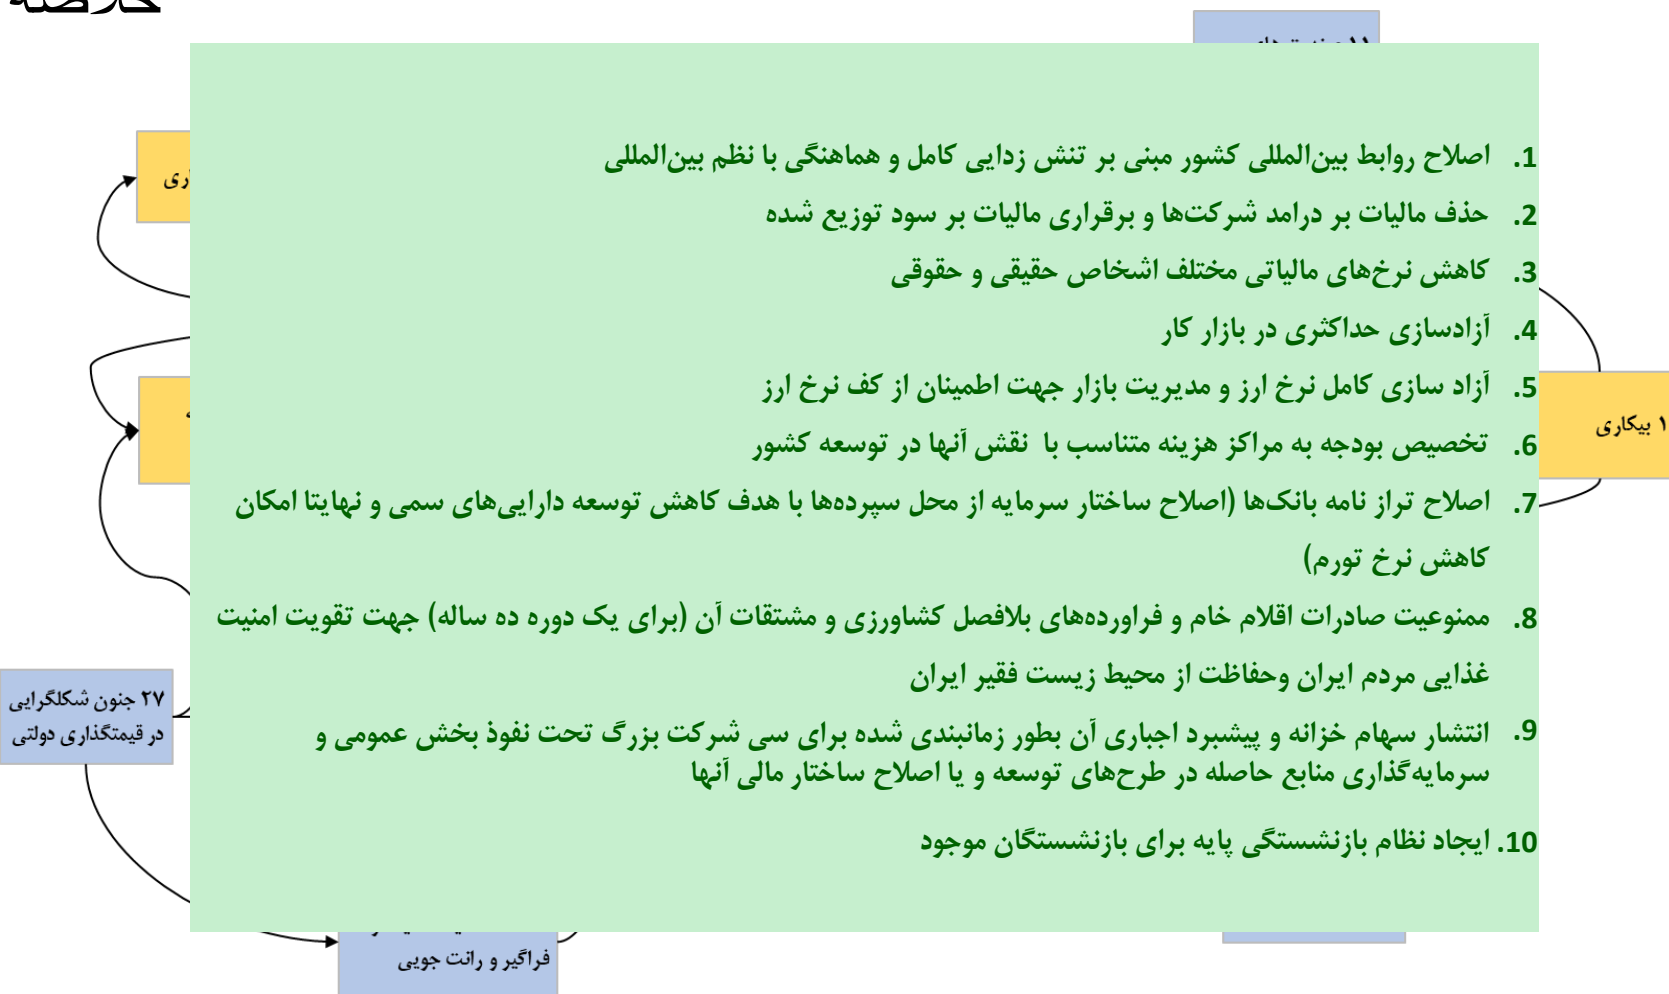 خلاصه
1. اصلاح روابط بین‌المللی کشور مبنی بر تنش زدایی کامل و هماهنگی با نظم بین‌المللی
2. حذف مالیات بر درامد شرکت‌ها و برقراری مالیات بر سود توزیع شده
3. کاهش نرخ‌های مالیاتی مختلف اشخاص حقیقی و حقوقی
4. آزادسازی حداکثری در بازار کار
5. آزاد سازی کامل نرخ ارز و مدیریت بازار جهت اطمینان از کف نرخ ارز
6. تخصیص بودجه به مراکز هزینه متناسب با نقش آنها در توسعه کشور
7. اصلاح تراز نامه بانک‌ها (اصلاح ساختار سرمایه از محل سپرده‌ها با هدف کاهش توسعه دارایی‌های سمی و نهایتا امکان
کاهش نرخ تورم)
8. ممنوعیت صادرات اقلام خام و فراورده‌های بلافصل کشاورزی و مشتقات آن (برای یک دوره ده ساله) جهت تقویت امنیت
غذایی مردم ایران وحفاظت از محیط زیست فقیر ایران
9. انتشار سهام خزانه و پیشبرد اجباری آن بطور زمانبندی شده برای سی شرکت بزرگ تحت نفوذ بخش عمومی و
سرمایه‌گذاری منابع حاصله در طرح‌های توسعه و یا اصلاح ساختار مالی آنها
10. ایجاد نظام بازنشستگی پایه برای بازنشستگان موجود
۱ بیکاری
۲۷ جنون شکلگرایی
در قیمتگذاری دولتی
فراگیر و رانت جویی